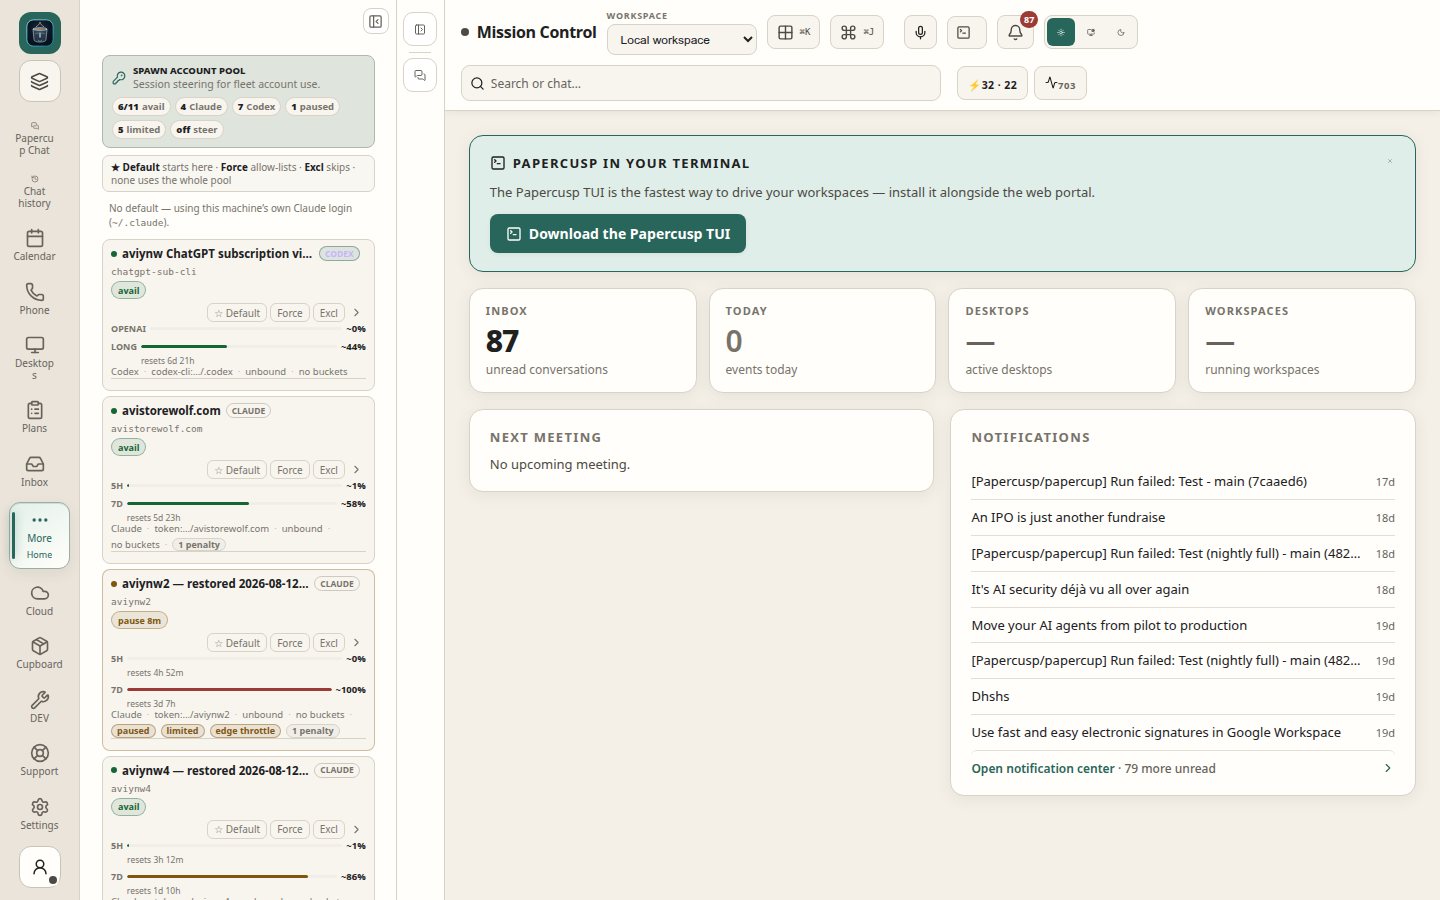 Papercu
p Chat
Chat
history
Calendar
Phone
Desktop
s
Plans
Inbox
More
Home
Cloud
Cupboard
DEV
Support
Settings
SPAWN ACCOUNT POOL
Session steering for fleet account use.
6/11 avail
4 Claude
7 Codex
1 paused
5 limited
off steer
★ Default starts here · Force allow-lists · Excl skips ·
none uses the whole pool
No default — using this machine's own Claude login
(~/.claude).
aviynw ChatGPT subscription vi... CODEX
chatgpt-sub-cli
avail
☆ Default Force Excl
OPENAI ~0%
LONG ~44%
resets 6d 21h
Codex · codex-cli:.../.codex · unbound · no buckets
avistorewolf.com CLAUDE
avistorewolf.com
avail
☆ Default Force Excl
5H ~1%
7D ~58%
resets 5d 23h
Claude · token:.../avistorewolf.com · unbound ·
no buckets · 1 penalty
aviynw2 — restored 2026-08-12... CLAUDE
aviynw2
pause 8m
☆ Default Force Excl
5H ~0%
resets 4h 52m
7D ~100%
resets 3d 7h
Claude · token:.../aviynw2 · unbound · no buckets ·
paused limited edge throttle 1 penalty
aviynw4 — restored 2026-08-12... CLAUDE
aviynw4
avail
☆ Default Force Excl
5H ~1%
resets 3h 12m
7D ~86%
resets 1d 10h
Mission Control
WORKSPACE
Local workspace
⌘K
⌘J
87
Search or chat...
⚡32 · 22
703
PAPERCUSP IN YOUR TERMINAL
×
The Papercusp TUI is the fastest way to drive your workspaces — install it alongside the web portal.
Download the Papercusp TUI
INBOX
87
unread conversations
TODAY
0
events today
DESKTOPS
—
active desktops
WORKSPACES
—
running workspaces
NEXT MEETING
No upcoming meeting.
NOTIFICATIONS
[Papercusp/papercup] Run failed: Test - main (7caaed6) 17d
An IPO is just another fundraise 18d
[Papercusp/papercup] Run failed: Test (nightly full) - main (482... 18d
It's AI security déjà vu all over again 18d
Move your AI agents from pilot to production 19d
[Papercusp/papercup] Run failed: Test (nightly full) - main (482... 19d
Dhshs 19d
Use fast and easy electronic signatures in Google Workspace 19d
Open notification center · 79 more unread